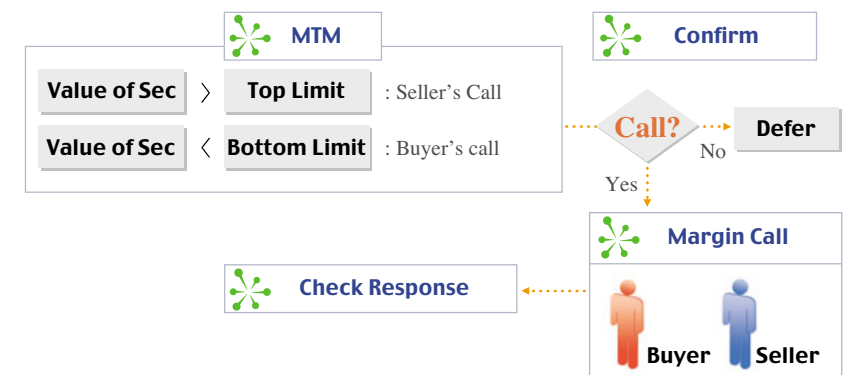 MTM
Confirm
Value of Sec > Top Limit : Seller's Call
Value of Sec < Bottom Limit : Buyer's call
Call?
Defer
No
Yes
Margin Call
Check Response
Buyer
Seller